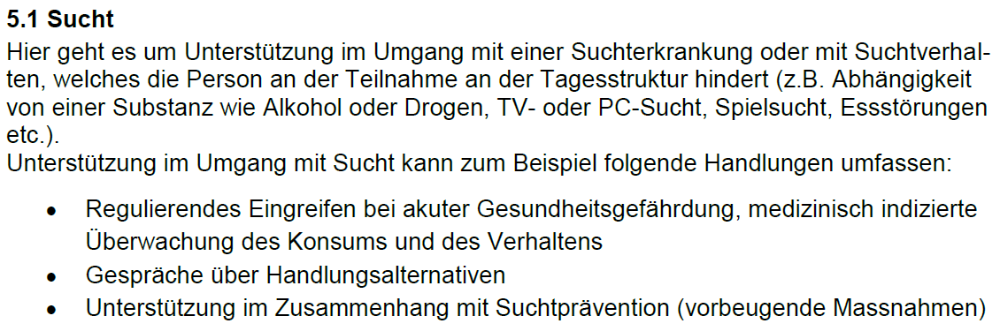 5.1 Sucht
Hier geht es um Unterstützung im Umgang mit einer Suchterkrankung oder mit Suchtverhal-
ten, welches die Person an der Teilnahme an der Tagesstruktur hindert (z.B. Abhängigkeit
von einer Substanz wie Alkohol oder Drogen, TV- oder PC-Sucht, Spielsucht, Essstörungen
etc.).
Unterstützung im Umgang mit Sucht kann zum Beispiel folgende Handlungen umfassen:
• Regulierendes Eingreifen bei akuter Gesundheitsgefährdung, medizinisch indizierte
Überwachung des Konsums und des Verhaltens
• Gespräche über Handlungsalternativen
• Unterstützung im Zusammenhang mit Suchtprävention (vorbeugende Massnahmen)